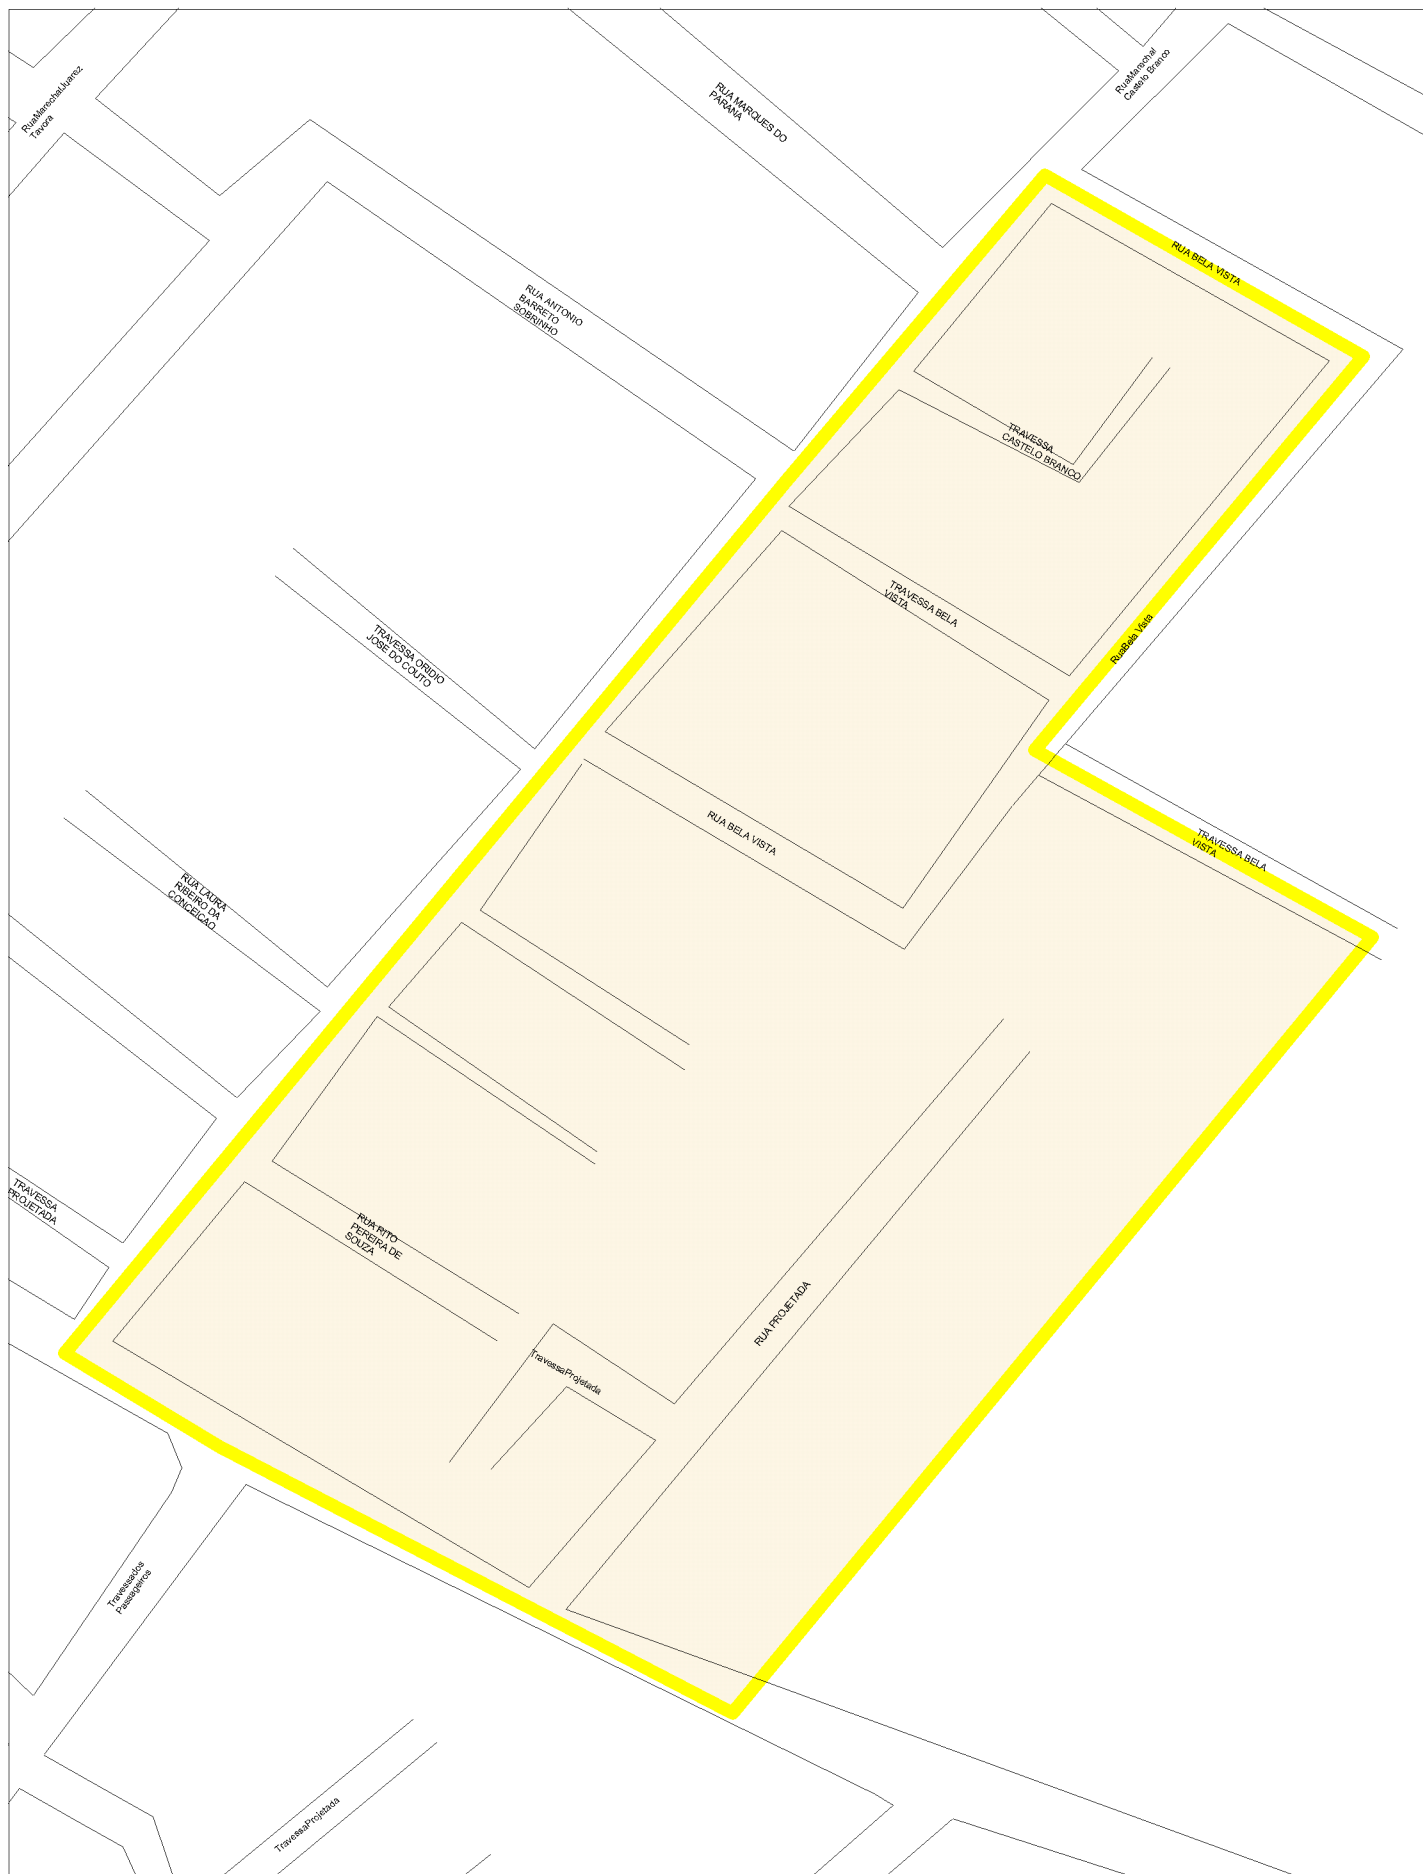 RuaMarechalJuarez
Tavora
RUA MARQUES DO
PARANA
RuaMarechal
Castelo Branco
RUA BELA VISTA
RUA ANTONIO
BARRETO
SOBRINHO
TRAVESSA
CASTELO BRANCO
TRAVESSA BELA
VISTA
RuaBela Vista
TRAVESSA ORIDIO
JOSE DO COUTO
RUA BELA VISTA
TRAVESSA BELA
VISTA
RUA LAURA
RIBEIRO DA
CONCEICAO
TRAVESSA
PROJETADA
RUA RITO
PEREIRA DE
SOUZA
RUA PROJETADA
TravessaProjetada
Travessados
Passageiros
TravessaProjetada